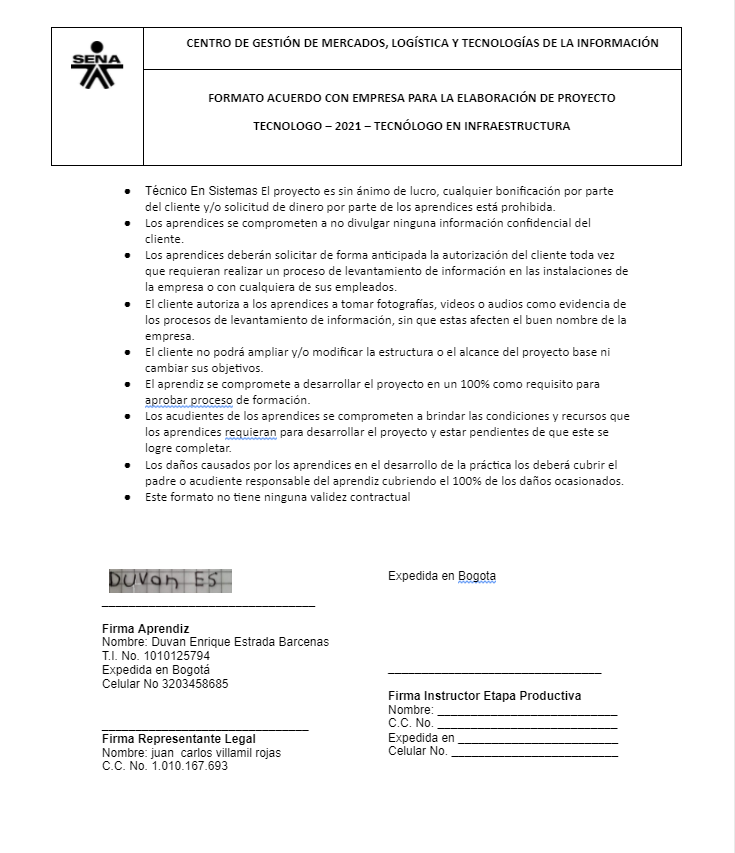 SENA
CENTRO DE GESTIÓN DE MERCADOS, LOGÍSTICA Y TECNOLOGÍAS DE LA INFORMACIÓN
FORMATO ACUERDO CON EMPRESA PARA LA ELABORACIÓN DE PROYECTO
TECNOLOGO – 2021 – TECNÓLOGO EN INFRAESTRUCTURA
● Técnico En Sistemas El proyecto es sin ánimo de lucro, cualquier bonificación por parte
del cliente y/o solicitud de dinero por parte de los aprendices está prohibida.
● Los aprendices se comprometen a no divulgar ninguna información confidencial del
cliente.
● Los aprendices deberán solicitar de forma anticipada la autorización del cliente toda vez
que requieran realizar un proceso de levantamiento de información en las instalaciones de
la empresa o con cualquiera de sus empleados.
● El cliente autoriza a los aprendices a tomar fotografías, videos o audios como evidencia de
los procesos de levantamiento de información, sin que estas afecten el buen nombre de la
empresa.
● El cliente no podrá ampliar y/o modificar la estructura o el alcance del proyecto base ni
cambiar sus objetivos.
● El aprendiz se compromete a desarrollar el proyecto en un 100% como requisito para
aprobar proceso de formación.
● Los acudientes de los aprendices se comprometen a brindar las condiciones y recursos que
los aprendices requieran para desarrollar el proyecto y estar pendientes de que este se
logre completar.
● Los daños causados por los aprendices en el desarrollo de la práctica los deberá cubrir el
padre o acudiente responsable del aprendiz cubriendo el 100% de los daños ocasionados.
● Este formato no tiene ninguna validez contractual
Duvan ES
Firma Aprendiz
Nombre: Duvan Enrique Estrada Barcenas
T.I. No. 1010125794
Expedida en Bogotá
Celular No 3203458685
Firma Representante Legal
Nombre: juan carlos villamil rojas
C.C. No. 1.010.167.693
Expedida en Bogota
Firma Instructor Etapa Productiva
Nombre: ___________________________
C.C. No. ___________________________
Expedida en ________________________
Celular No. _________________________